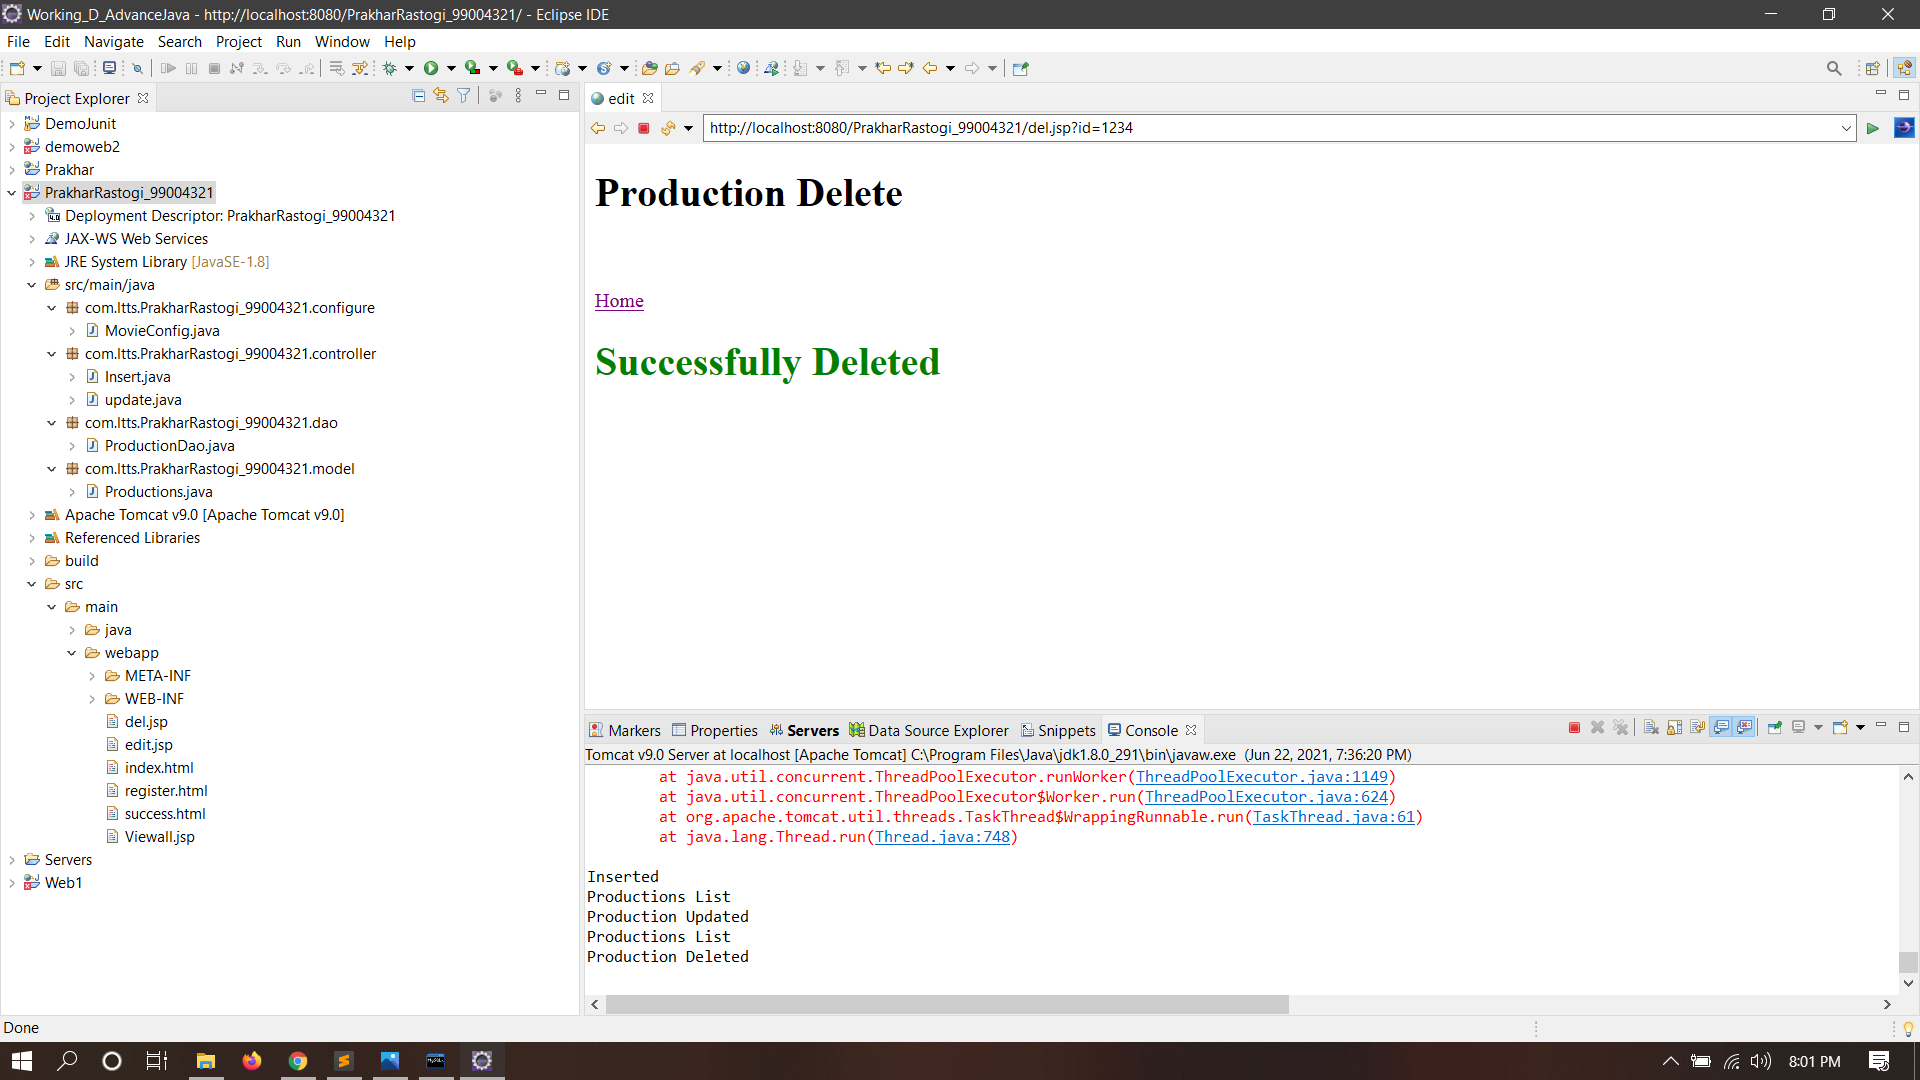 Working_D_AdvanceJava - http://localhost:8080/PrakharRastogi_99004321/ - Eclipse IDE
File Edit Navigate Search Project Run Window Help
Project Explorer
DemoJunit
demoweb2
Prakhar
PrakharRastogi_99004321
Deployment Descriptor: PrakharRastogi_99004321
JAX-WS Web Services
JRE System Library [JavaSE-1.8]
src/main/java
com.ltts.PrakharRastogi_99004321.configure
MovieConfig.java
com.ltts.PrakharRastogi_99004321.controller
Insert.java
update.java
com.ltts.PrakharRastogi_99004321.dao
ProductionDao.java
com.ltts.PrakharRastogi_99004321.model
Productions.java
Apache Tomcat v9.0 [Apache Tomcat v9.0]
Referenced Libraries
build
src
main
java
webapp
META-INF
WEB-INF
del.jsp
edit.jsp
index.html
register.html
success.html
Viewall.jsp
Servers
Web1
edit
http://localhost:8080/PrakharRastogi_99004321/del.jsp?id=1234
Production Delete
Home
Successfully Deleted
Markers Properties Servers Data Source Explorer Snippets Console
Tomcat v9.0 Server at localhost [Apache Tomcat] C:\Program Files\Java\jdk1.8.0_291\bin\javaw.exe (Jun 22, 2021, 7:36:20 PM)
at java.util.concurrent.ThreadPoolExecutor.runWorker(ThreadPoolExecutor.java:1149)
at java.util.concurrent.ThreadPoolExecutor$Worker.run(ThreadPoolExecutor.java:624)
at org.apache.tomcat.util.threads.TaskThread$WrappingRunnable.run(TaskThread.java:61)
at java.lang.Thread.run(Thread.java:748)
Inserted
Productions List
Production Updated
Productions List
Production Deleted
Done
8:01 PM